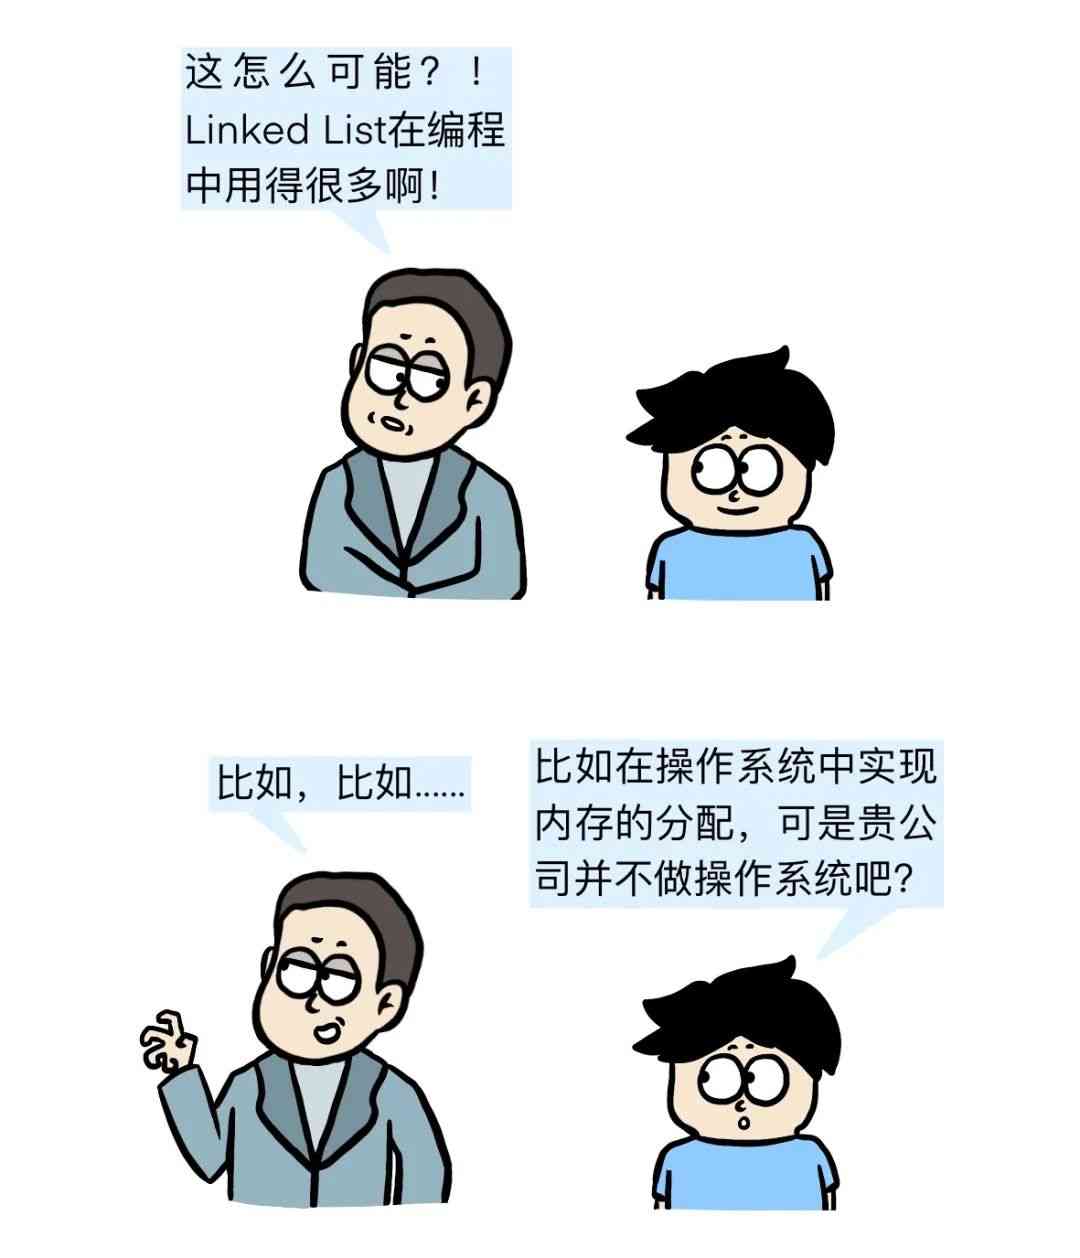 这怎么可能？！
Linked List在编程
中用得很多啊！
比如，比如……
比如在操作系统中实现
内存的分配，可是贵公
司并不做操作系统吧？